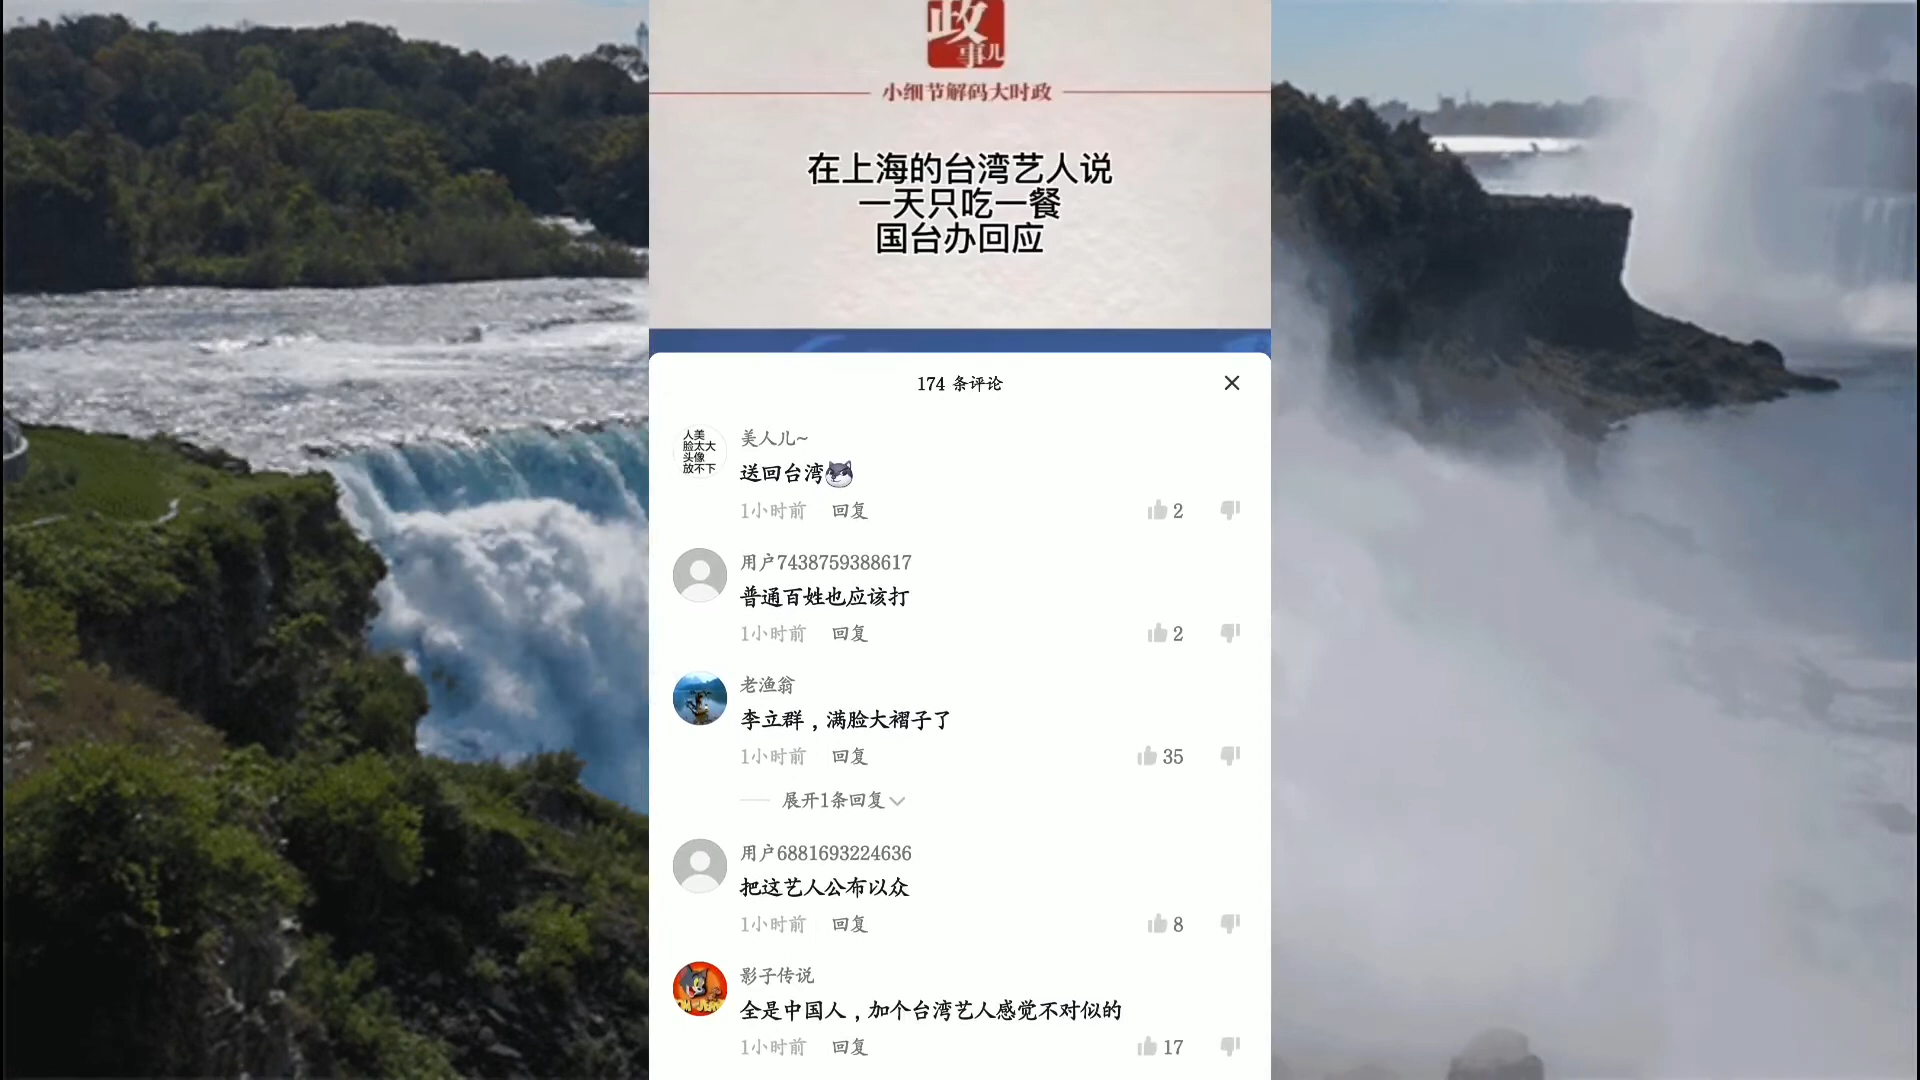 政
事儿
小细节解码大时政
在上海的台湾艺人说
一天只吃一餐
国台办回应
174 条评论
人美
脸太大
头像
放不下
美人儿~
送回台湾
1小时前 回复 2
用户7438759388617
普通百姓也应该打
1小时前 回复 2
老渔翁
李立群，满脸大褶子了
1小时前 回复 35
展开1条回复
用户6881693224636
把这艺人公布以众
1小时前 回复 8
影子传说
全是中国人，加个台湾艺人感觉不对似的
1小时前 回复 17